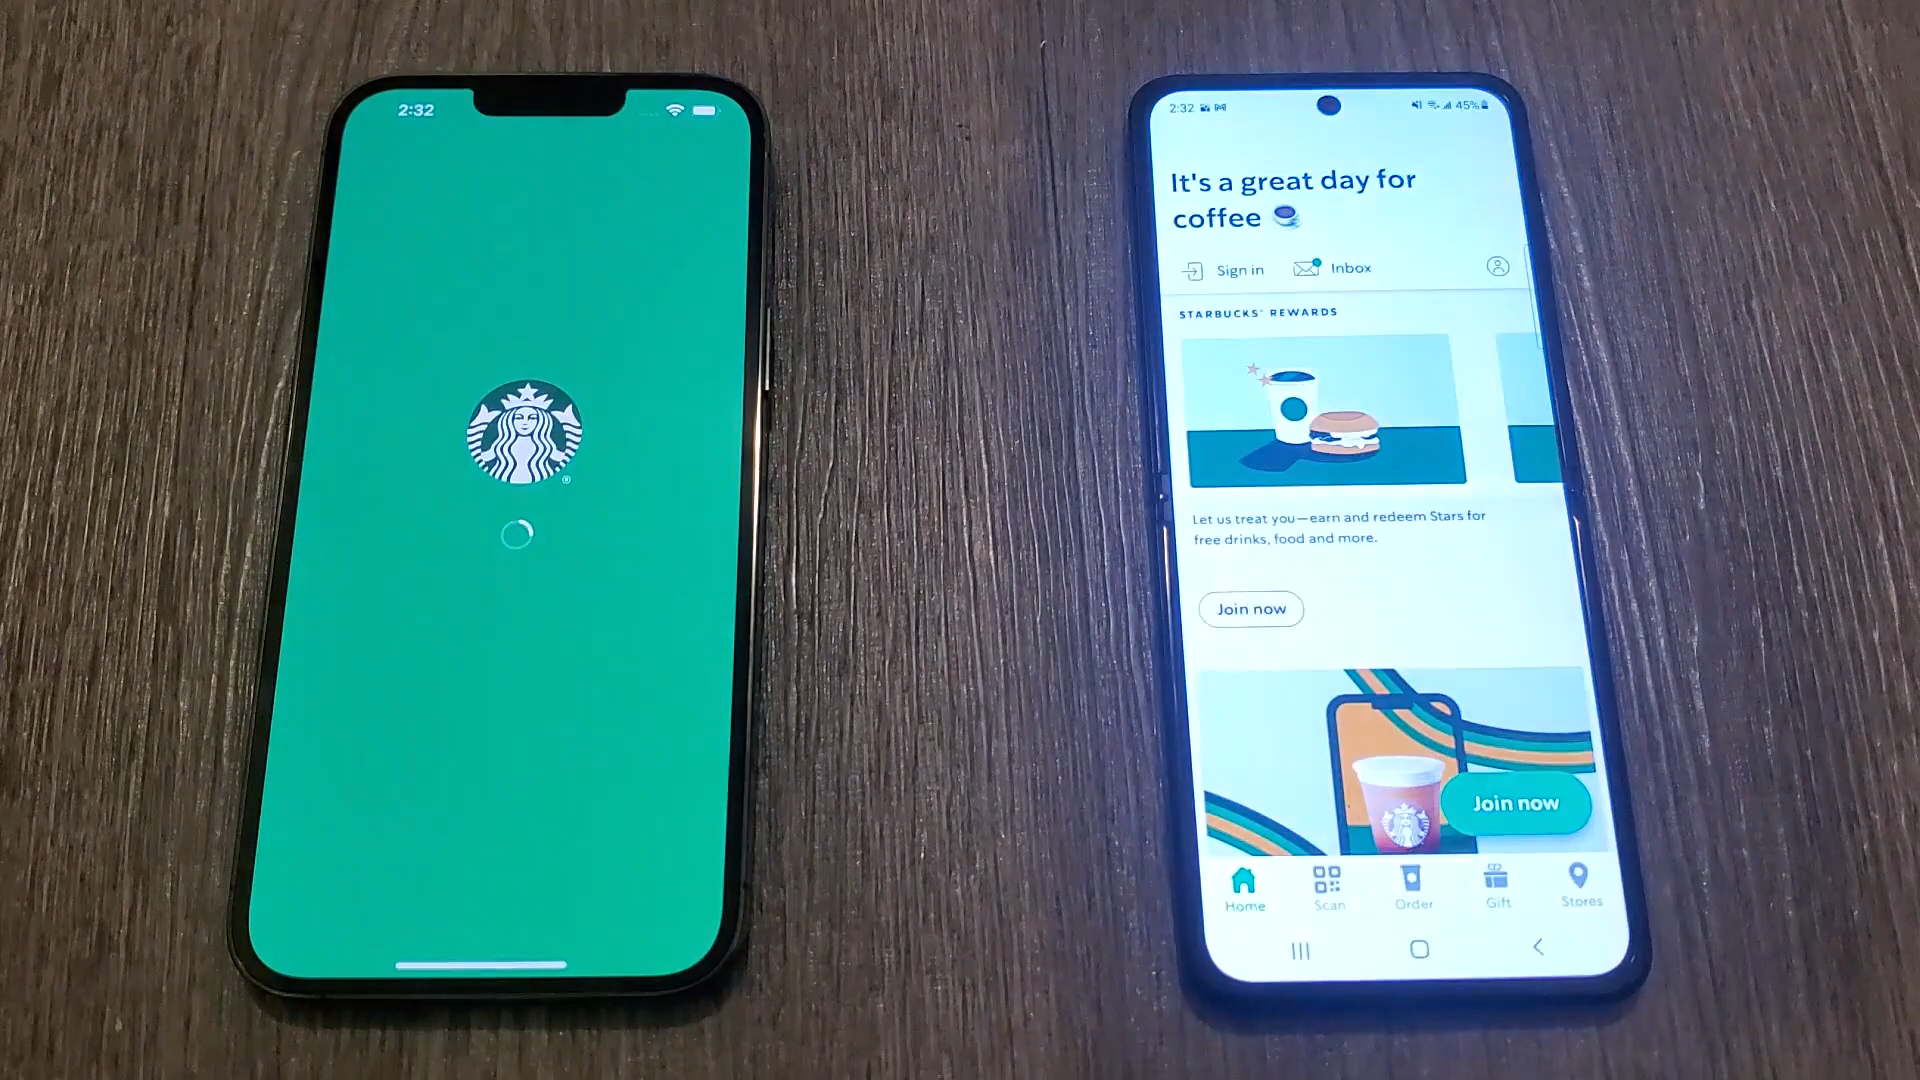 2:32
2:32
45%
It's a great day for
coffee
Sign in
Inbox
STARBUCKS® REWARDS
Let us treat you—earn and redeem Stars for
free drinks, food and more.
Join now
Join now
Home
Scan
Order
Gift
Stores